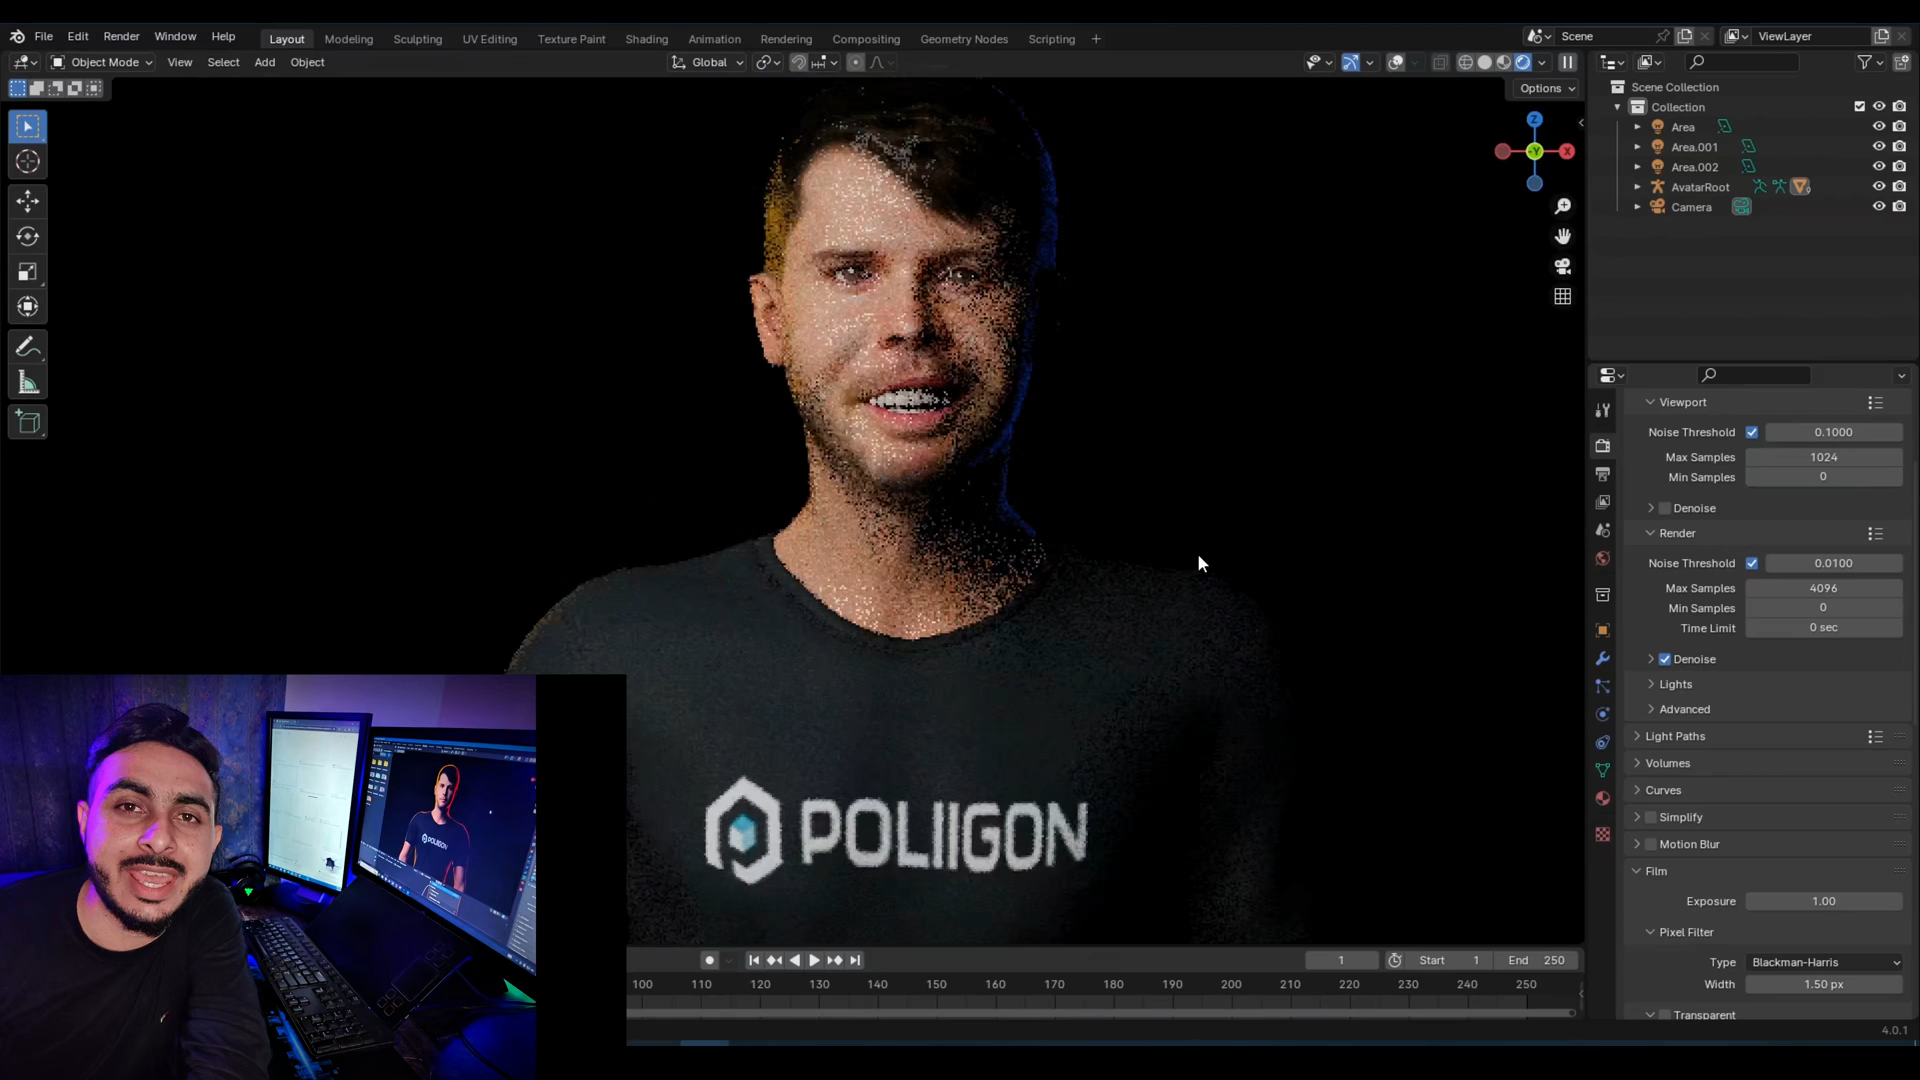 File Edit Render Window Help Layout Modeling Sculpting UV Editing Texture Paint Shading Animation Rendering Compositing Geometry Nodes Scripting + Scene ViewLayer
Object Mode View Select Add Object Global
Options
Z
-Y X
Scene Collection
Collection
Area
Area.001
Area.002
AvatarRoot 9
Camera
Viewport
Noise Threshold 0.1000
Max Samples 1024
Min Samples 0
Denoise
Render
Noise Threshold 0.0100
Max Samples 4096
Min Samples 0
Time Limit 0 sec
Denoise
Lights
Advanced
Light Paths
Volumes
Curves
Simplify
Motion Blur
Film
Exposure 1.00
Pixel Filter
Type Blackman-Harris
Width 1.50 px
Transparent
POLIIGON
POLIIGON
1 Start 1 End 250
100 110 120 130 140 150 160 170 180 190 200 210 220 230 240 250
4.0.1